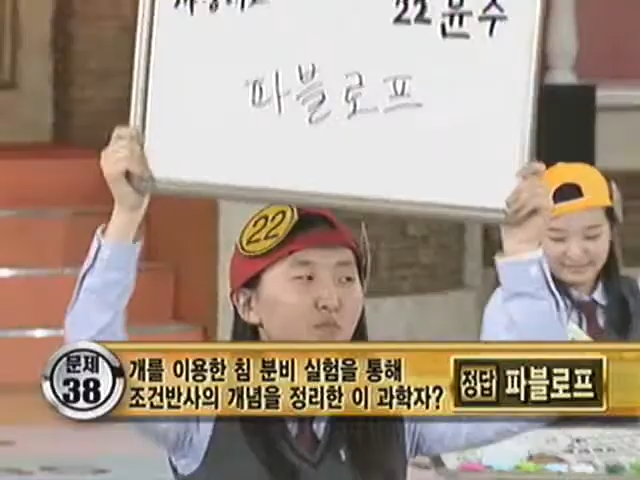 22 윤수
파블로프
22
문제
38
개를 이용한 침 분비 실험을 통해
조건반사의 개념을 정리한 이 과학자?
정답 파블로프